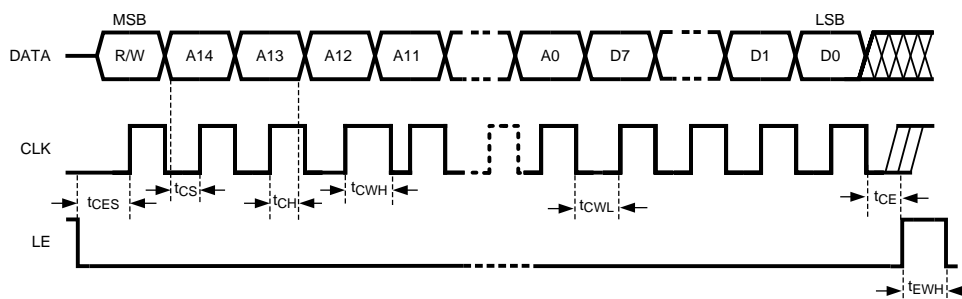 MSB LSB
DATA R/W A14 A13 A12 A11 A0 D7 D1 D0
CLK
tCES tCS tCH tCWH tCWL tCE
LE
tEWH